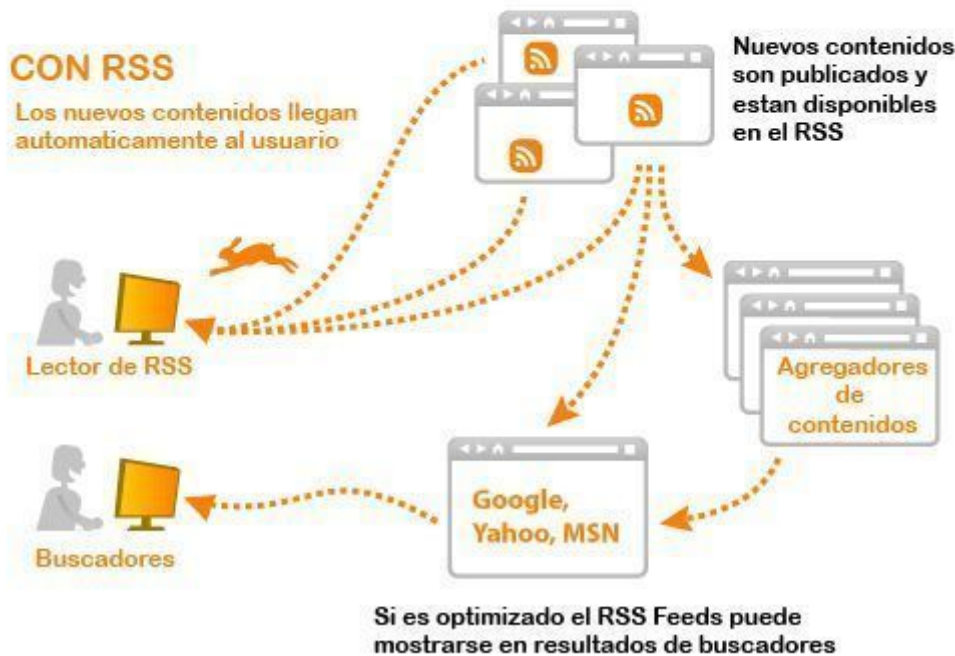 CON RSS
Los nuevos contenidos llegan
automaticamente al usuario
Nuevos contenidos
son publicados y
estan disponibles
en el RSS
Lector de RSS
Agregadores
de
contenidos
Google,
Yahoo, MSN
Buscadores
Si es optimizado el RSS Feeds puede
mostrarse en resultados de buscadores